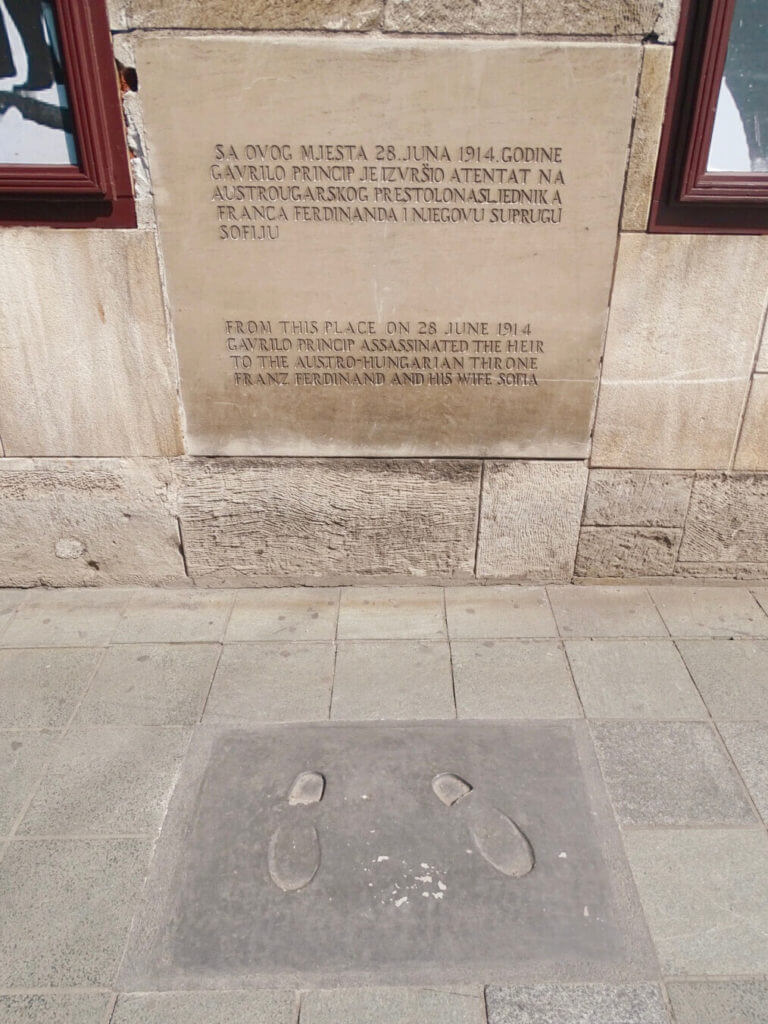 SA OVOG MJESTA 28.JUNA 1914.GODINE
GAVRILO PRINCIP JE IZVRŠIO ATENTAT NA
AUSTROUGARSKOG PRESTOLONASLJEDNIKA
FRANCA FERDINANDA I NJEGOVU SUPRUGU
SOFIJU
FROM THIS PLACE ON 28 JUNE 1914
GAVRILO PRINCIP ASSASSINATED THE HEIR
TO THE AUSTRO-HUNGARIAN THRONE
FRANZ FERDINAND AND HIS WIFE SOFIA